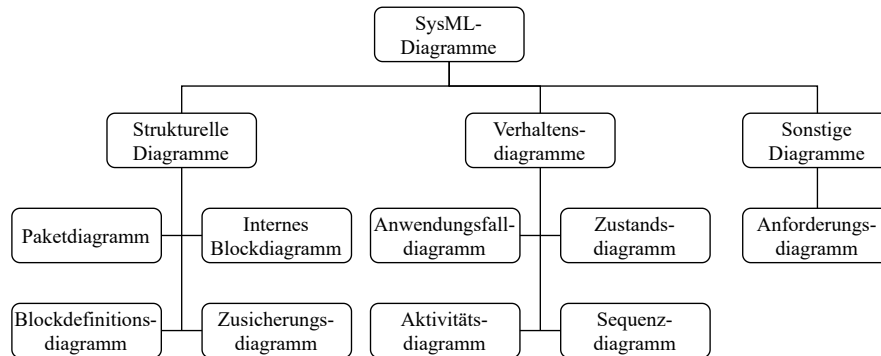 SysML-
Diagramme
Strukturelle
Diagramme
Verhaltens-
diagramme
Sonstige
Diagramme
Paketdiagramm
Internes
Blockdiagramm
Anwendungsfall-
diagramm
Zustands-
diagramm
Anforderungs-
diagramm
Blockdefinitions-
diagramm
Zusicherungs-
diagramm
Aktivitäts-
diagramm
Sequenz-
diagramm